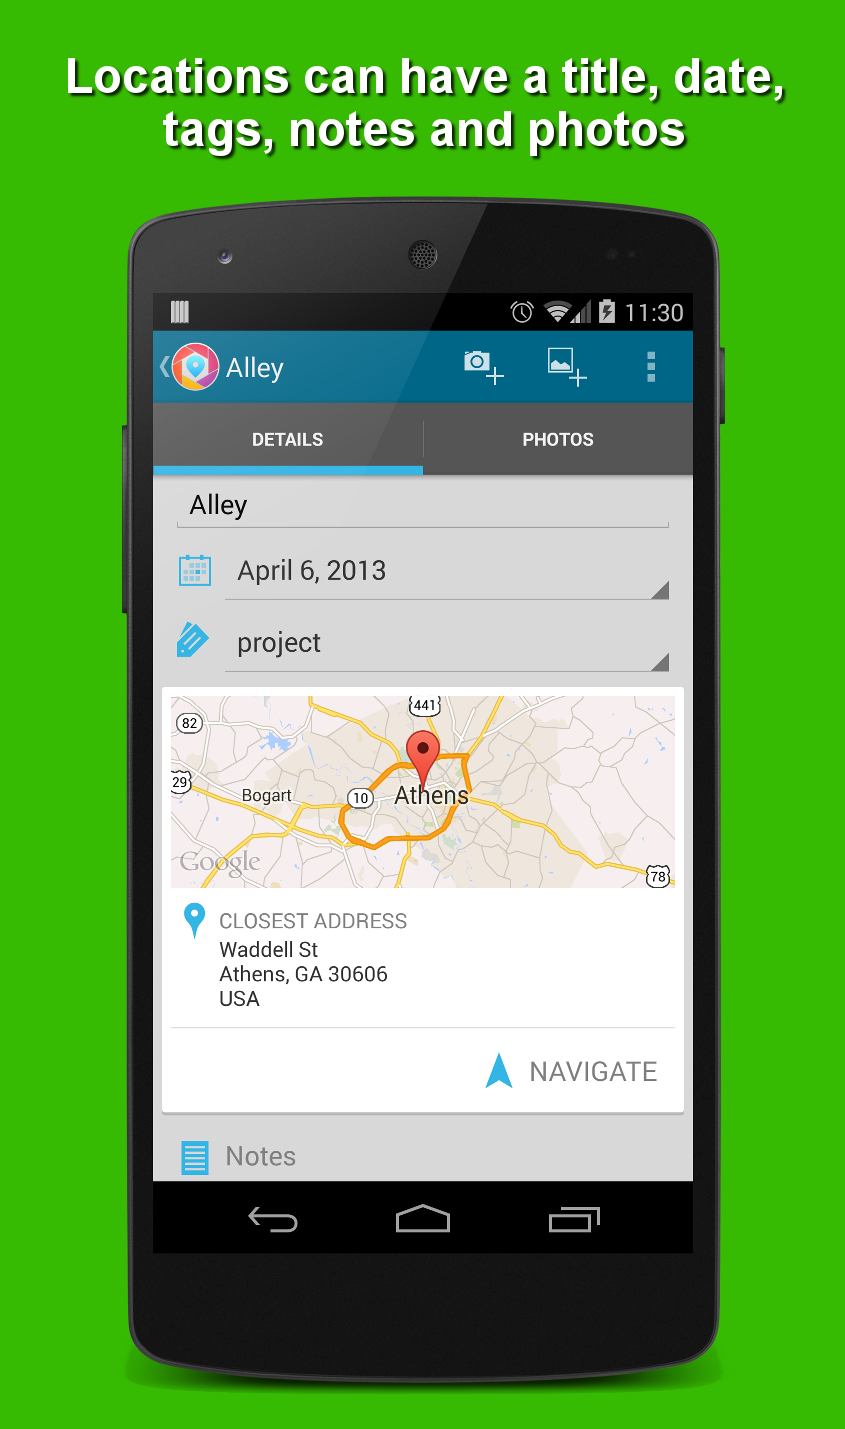 Locations can have a title, date,
tags, notes and photos
11:30
Alley
DETAILS
PHOTOS
Alley
April 6, 2013
project
441
82
29
Bogart
10
Athens
Google
78
CLOSEST ADDRESS
Waddell St
Athens, GA 30606
USA
NAVIGATE
Notes